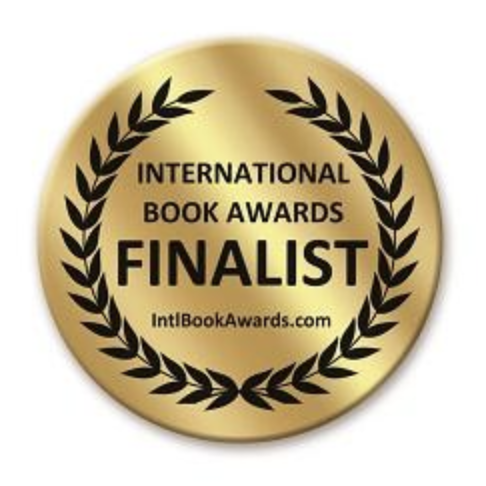 INTERNATIONAL
BOOK AWARDS
FINALIST
IntlBookAwards.com